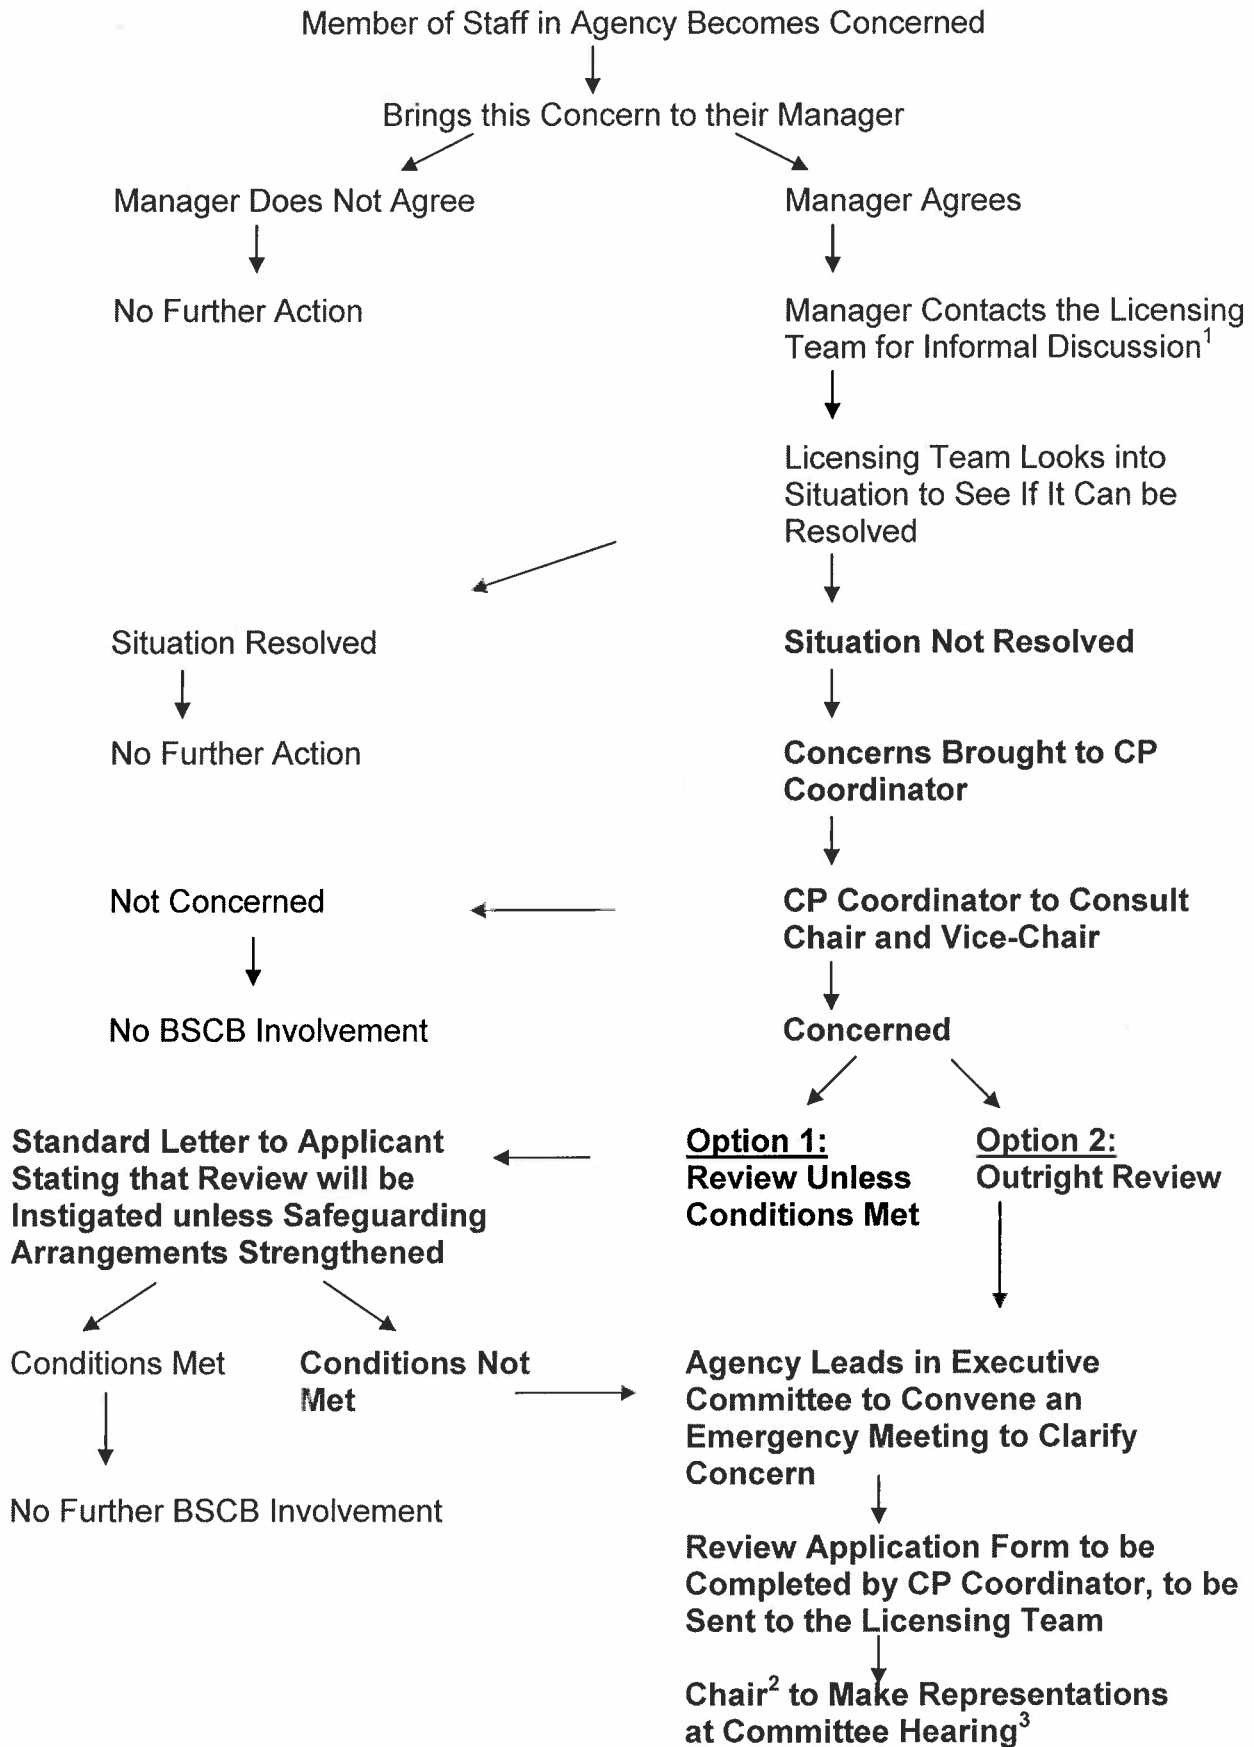 Member of Staff in Agency Becomes Concerned
Brings this Concern to their Manager
Manager Does Not Agree
Manager Agrees
No Further Action
Manager Contacts the Licensing
Team for Informal Discussion¹
Licensing Team Looks into
Situation to See If It Can be
Resolved
Situation Resolved
Situation Not Resolved
No Further Action
Concerns Brought to CP
Coordinator
Not Concerned
CP Coordinator to Consult
Chair and Vice-Chair
No BSCB Involvement
Concerned
Standard Letter to Applicant
Stating that Review will be
Instigated unless Safeguarding
Arrangements Strengthened
Option 1:
Review Unless
Conditions Met
Option 2:
Outright Review
Conditions Met
Conditions Not
Met
Agency Leads in Executive
Committee to Convene an
Emergency Meeting to Clarify
Concern
No Further BSCB Involvement
Review Application Form to be
Completed by CP Coordinator, to be
Sent to the Licensing Team
Chair² to Make Representations
at Committee Hearing³